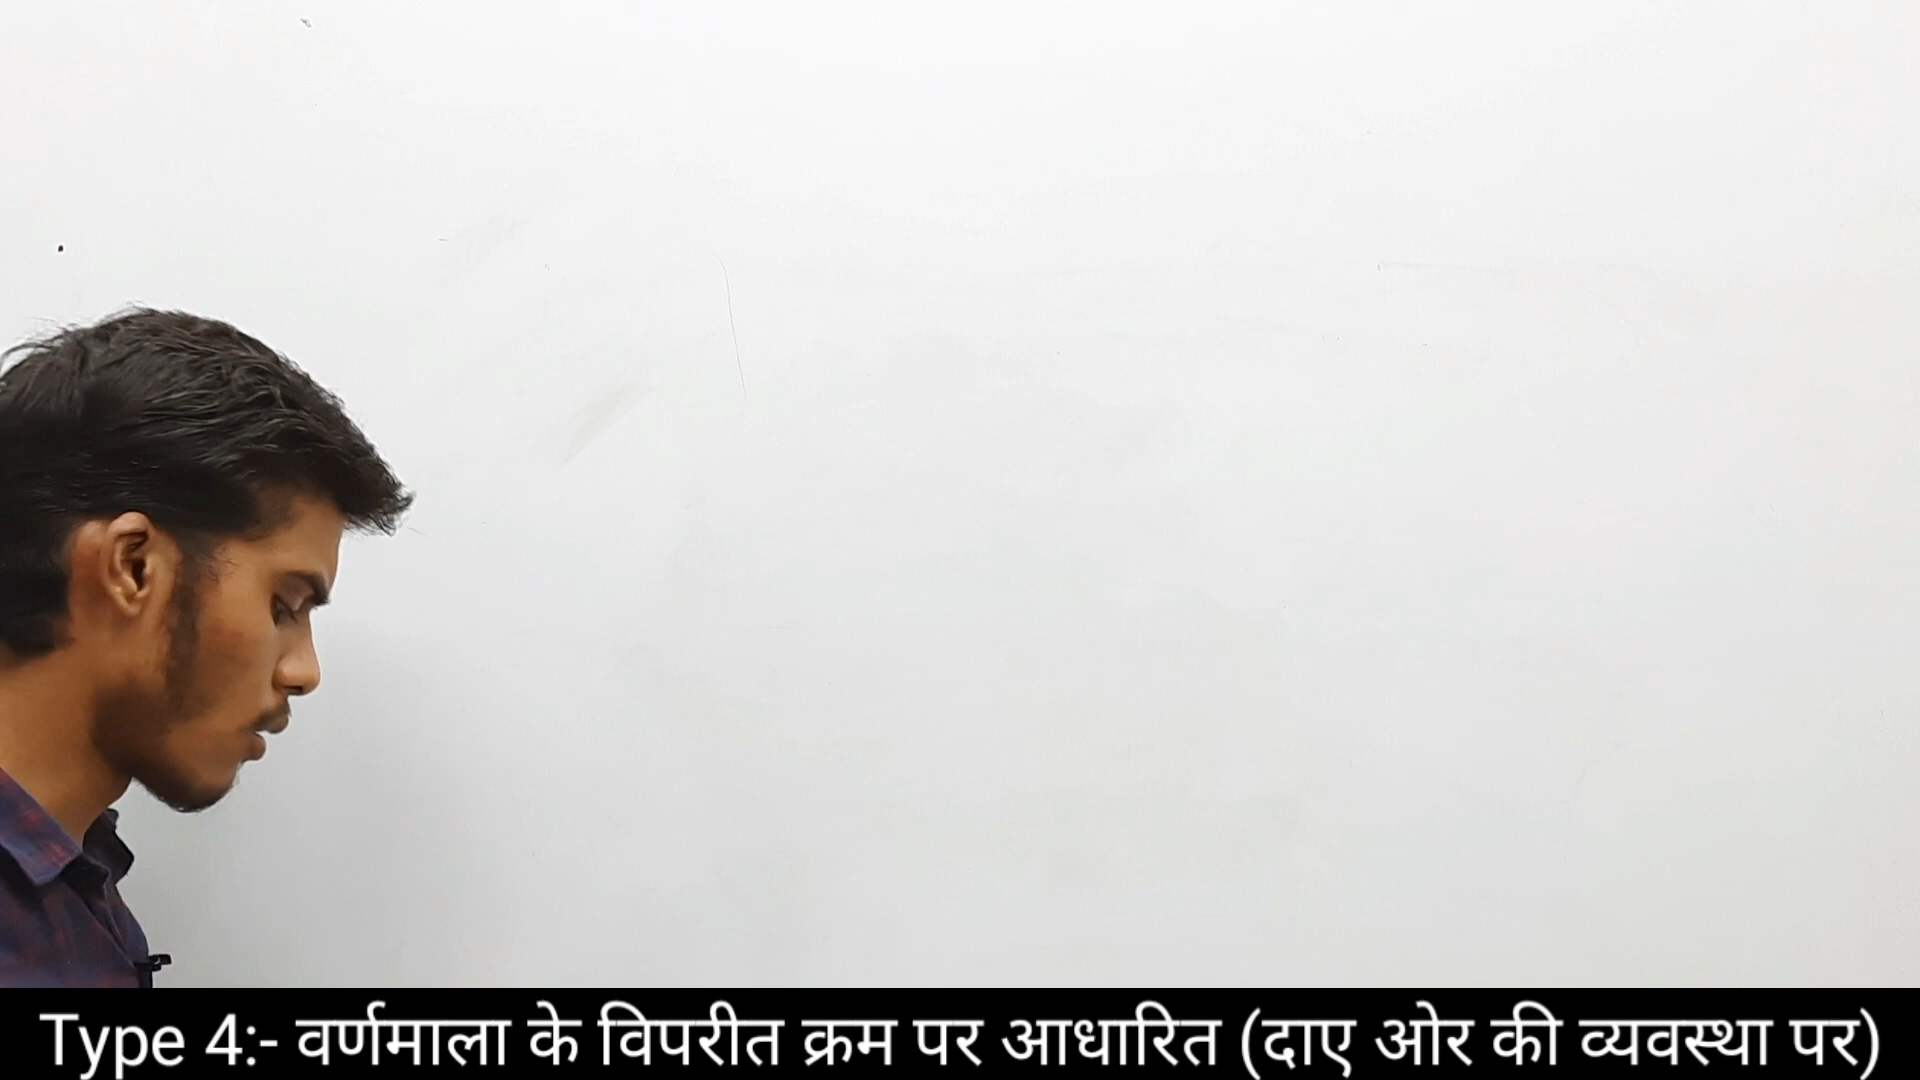 Type 4:- वर्णमाला के विपरीत क्रम पर आधारित (दाए ओर की व्यवस्था पर)